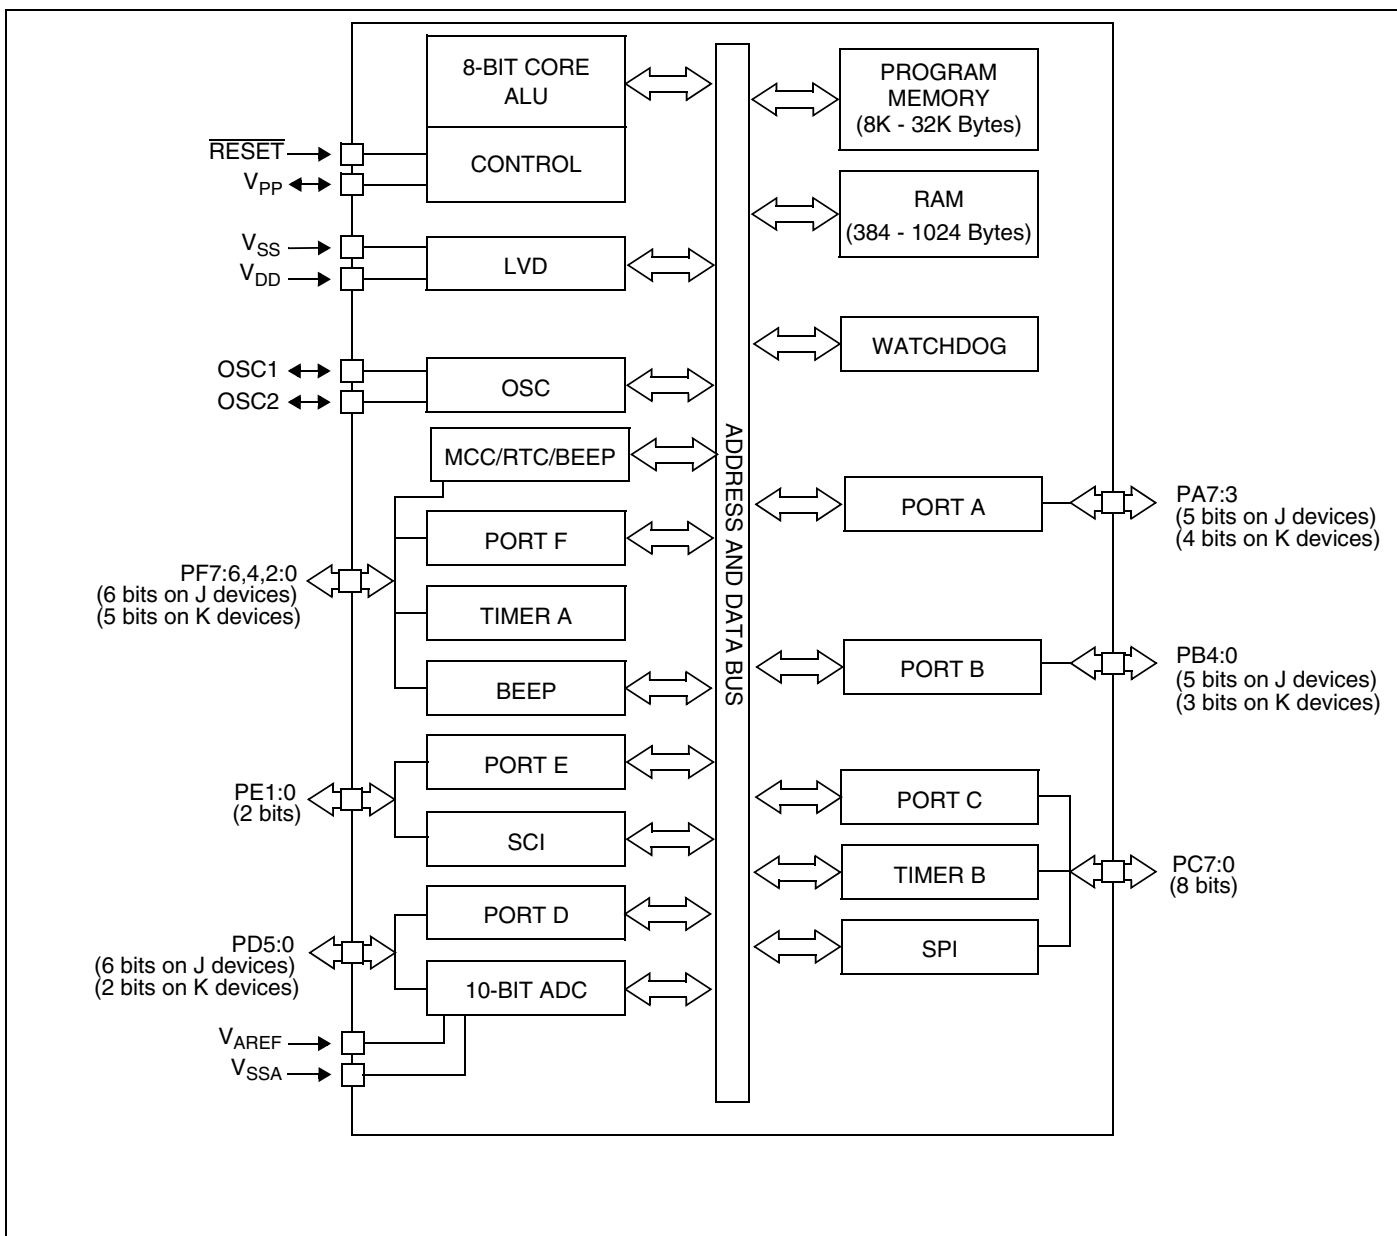 8-BIT CORE
ALU
CONTROL
RESET
VPP
VSS
VDD
LVD
OSC1
OSC2
OSC
MCC/RTC/BEEP
PORT F
TIMER A
BEEP
PF7:6,4,2:0
(6 bits on J devices)
(5 bits on K devices)
PORT E
SCI
PE1:0
(2 bits)
PORT D
10-BIT ADC
PD5:0
(6 bits on J devices)
(2 bits on K devices)
VAREF
VSSA
ADDRESS AND DATA BUS
PROGRAM
MEMORY
(8K - 32K Bytes)
RAM
(384 - 1024 Bytes)
WATCHDOG
PORT A
PA7:3
(5 bits on J devices)
(4 bits on K devices)
PORT B
PB4:0
(5 bits on J devices)
(3 bits on K devices)
PORT C
TIMER B
SPI
PC7:0
(8 bits)